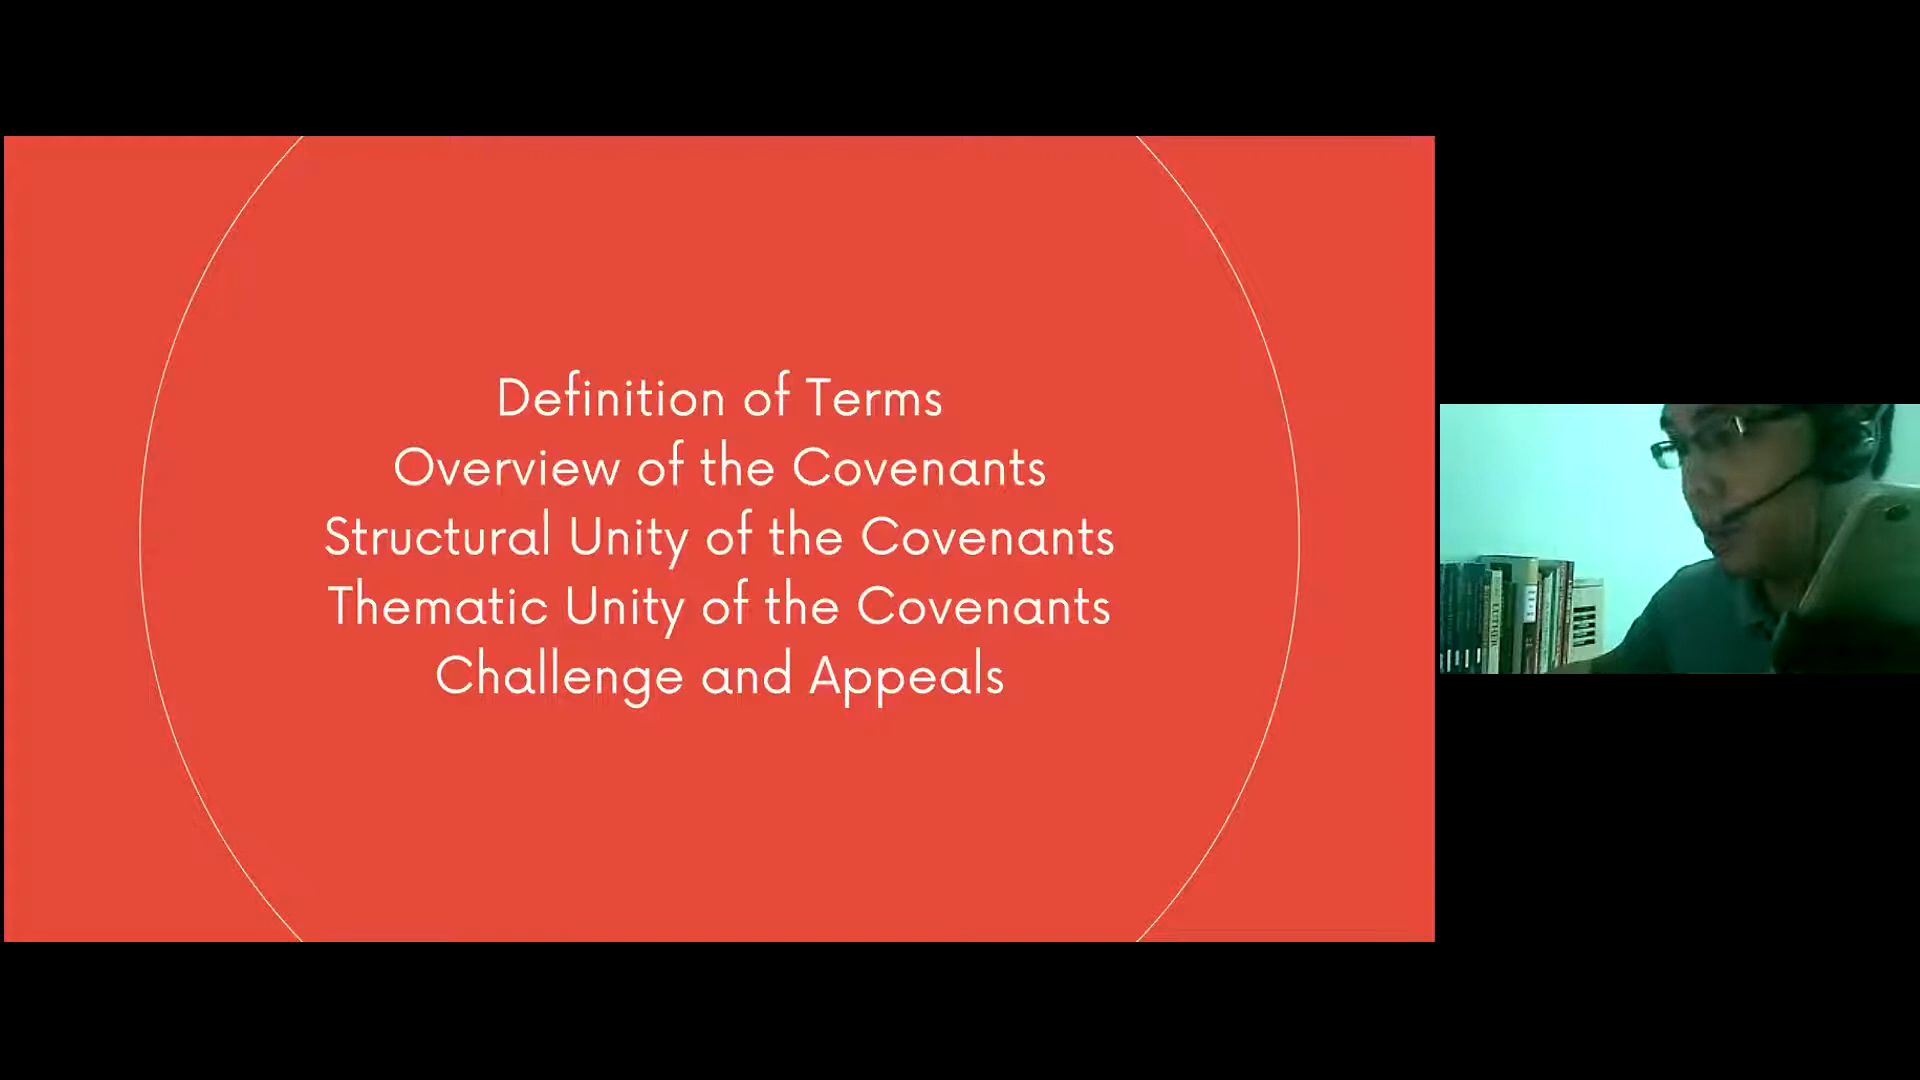 Definition of Terms
Overview of the Covenants
Structural Unity of the Covenants
Thematic Unity of the Covenants
Challenge and Appeals